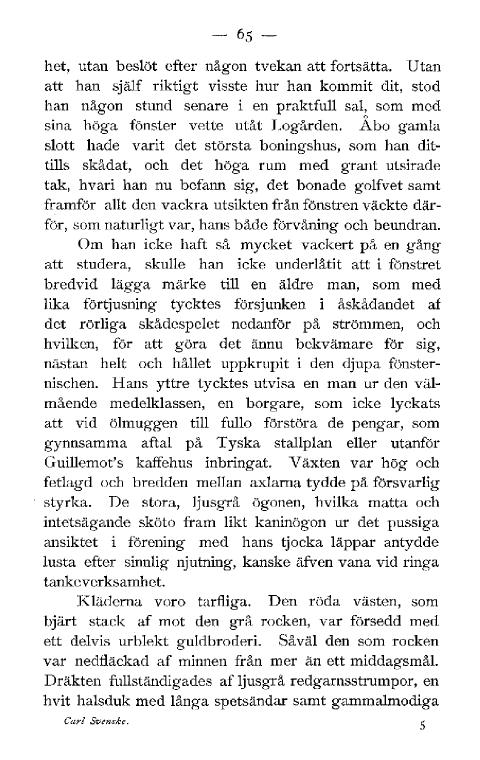 — 65 —
het, utan beslöt efter någon tvekan att fortsätta. Utan
att han själf riktigt visste hur han kommit dit, stod
han någon stund senare i en praktfull sal, som med
sina höga fönster vette utåt Logården. Åbo gamla
slott hade varit det största boningshus, som han dit-
tills skådat, och det höga rum med grant utsirade
tak, hvari han nu befann sig, det bonade golfvet samt
framför allt den vackra utsikten från fönstren väckte där-
för, som naturligt var, hans både förvåning och beundran.
Om han icke haft så mycket vackert på en gång
att studera, skulle han icke underlåtit att i fönstret
bredvid lägga märke till en äldre man, som med
lika förtjusning tycktes försjunken i åskådandet af
det rörliga skådespelet nedanför på strömmen, och
hvilken, för att göra det ännu bekvämare för sig,
nästan helt och hållet uppkrupit i den djupa fönster-
nischen. Hans yttre tycktes utvisa en man ur den väl-
mående medelklassen, en borgare, som icke lyckats
att vid ölmuggen till fullo förstöra de pengar, som
gynnsamma aftal på Tyska stallplan eller utanför
Guillemot's kaffehus inbringat. Växten var hög och
fetlagd och bredden mellan axlarna tydde på försvarlig
styrka. De stora, ljusgrå ögonen, hvilka matta och
intetsägande sköto fram likt kaninögon ur det pussiga
ansiktet i förening med hans tjocka läppar antydde
lusta efter sinnlig njutning, kanske äfven vana vid ringa
tankeverksamhet.
Kläderna voro tarfliga. Den röda västen, som
bjärt stack af mot den grå rocken, var försedd med
ett delvis urblekt guldbroderi. Såväl den som rocken
var nedfläckad af minnen från mer än ett middagsmål.
Dräkten fullständigades af ljusgrå redgarnsstrumpor, en
hvit halsduk med långa spetsändar samt gammalmodiga
Carl Svenske. 5